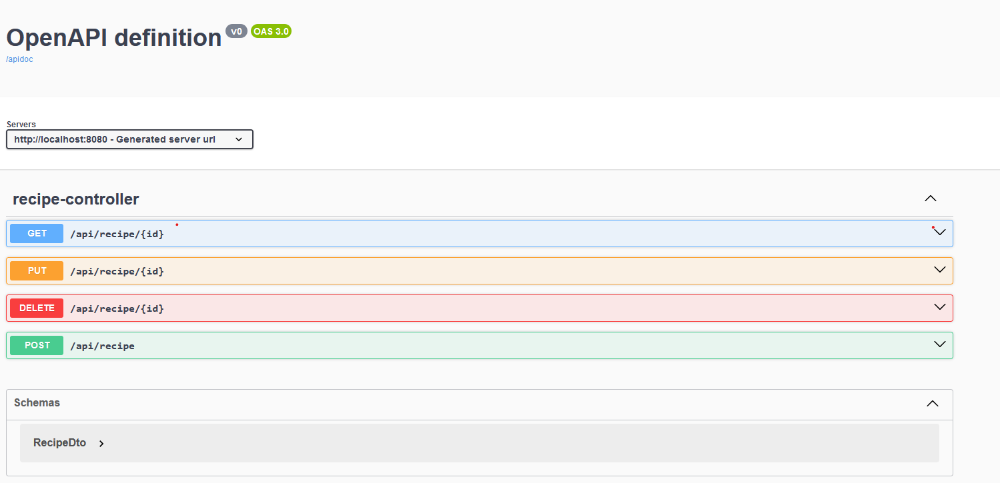 OpenAPI definition v0 OAS 3.0
/apidoc
Servers
http://localhost:8080 - Generated server url
recipe-controller
GET /api/recipe/{id}
PUT /api/recipe/{id}
DELETE /api/recipe/{id}
POST /api/recipe
Schemas
RecipeDto